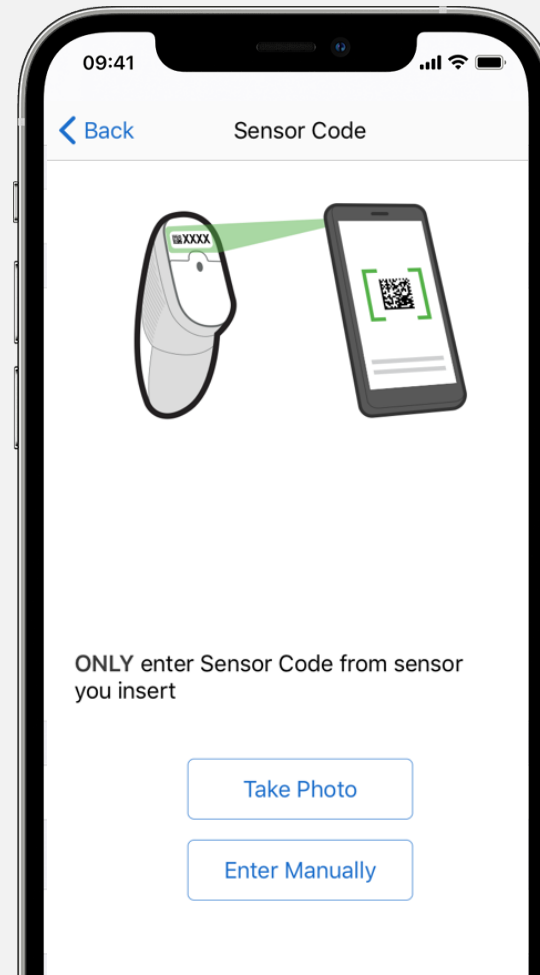 09:41
Back
Sensor Code
XXXX
ONLY enter Sensor Code from sensor
you insert
Take Photo
Enter Manually